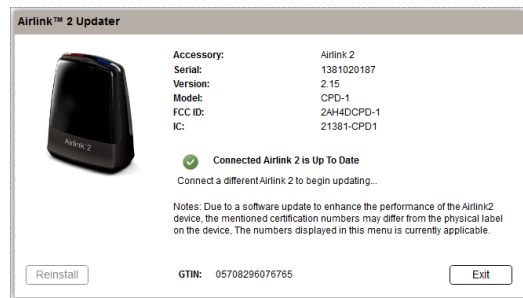 Airlink™ 2 Updater
Accessory: Airlink 2
Serial: 1381020187
Version: 2.15
Model: CPD-1
FCC ID: 2AH4DCPD-1
IC: 21381-CPD1
Airlink 2
Connected Airlink 2 is Up To Date
Connect a different Airlink 2 to begin updating...
Notes: Due to a software update to enhance the performance of the Airlink2
device, the mentioned certification numbers may differ from the physical label
on the device, The numbers displayed in this menu is currently applicable.
Reinstall GTIN: 05708296076765 Exit